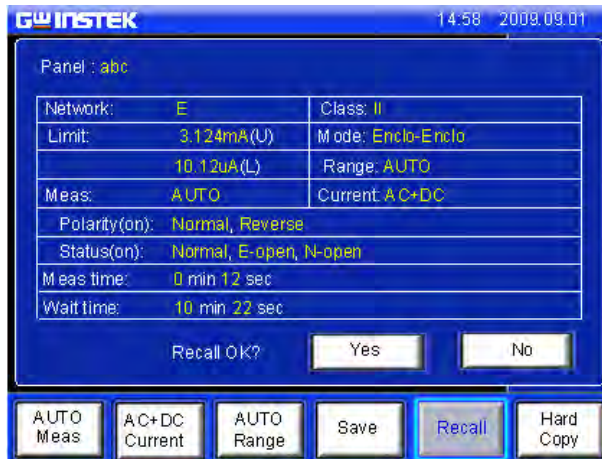 GWINSTEK 14:58 2009.09.01
Panel : abc
Network: E Class: II
Limit: 3.124mA(U) Mode: Enclo-Enclo
10.12uA(L) Range: AUTO
Meas: AUTO Current: AC+DC
Polarity(on): Normal, Reverse
Status(on): Normal, E-open, N-open
Meas time: 0 min 12 sec
Wait time: 10 min 22 sec
Recall OK? Yes No
AUTO Meas AC+DC Current AUTO Range Save Recall Hard Copy